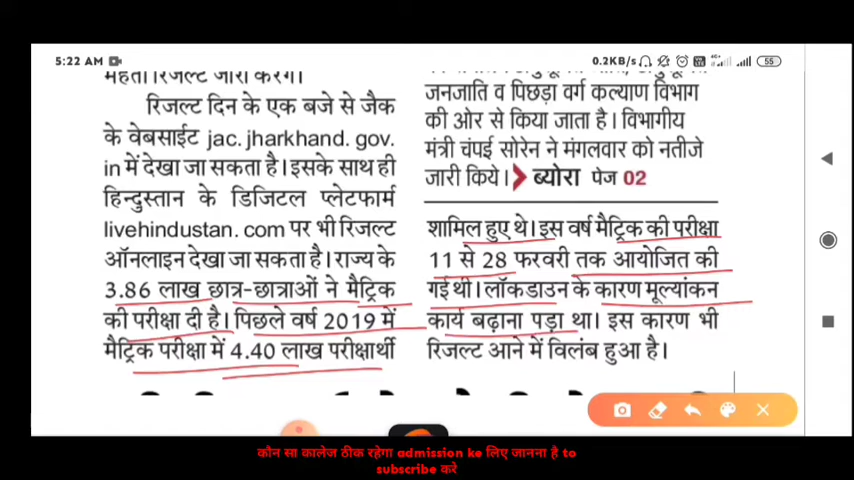 5:22 AM
0.2KB/s
55
महतो रिजल्ट जारी करेंगे।
रिजल्ट दिन के एक बजे से जैक
के वेबसाईट jac. jharkhand. gov.
in में देखा जा सकता है। इसके साथ ही
हिन्दुस्तान के डिजिटल प्लेटफार्म
livehindustan. com पर भी रिजल्ट
ऑनलाइन देखा जा सकता है। राज्य के
3.86 लाख छात्र-छात्राओं ने मैट्रिक
की परीक्षा दी है। पिछले वर्ष 2019 में
मैट्रिक परीक्षा में 4.40 लाख परीक्षार्थी
जनजाति व पिछड़ा वर्ग कल्याण विभाग
की ओर से किया जाता है। विभागीय
मंत्री चंपई सोरेन ने मंगलवार को नतीजे
जारी किये। ब्योरा पेज 02
शामिल हुए थे। इस वर्ष मैट्रिक की परीक्षा
11 से 28 फरवरी तक आयोजित की
गई थी। लॉकडाउन के कारण मूल्यांकन
कार्य बढ़ाना पड़ा था। इस कारण भी
रिजल्ट आने में विलंब हुआ है।
कौन सा कालेज ठीक रहेगा admission ke लिए जानना है to
subscribe करे